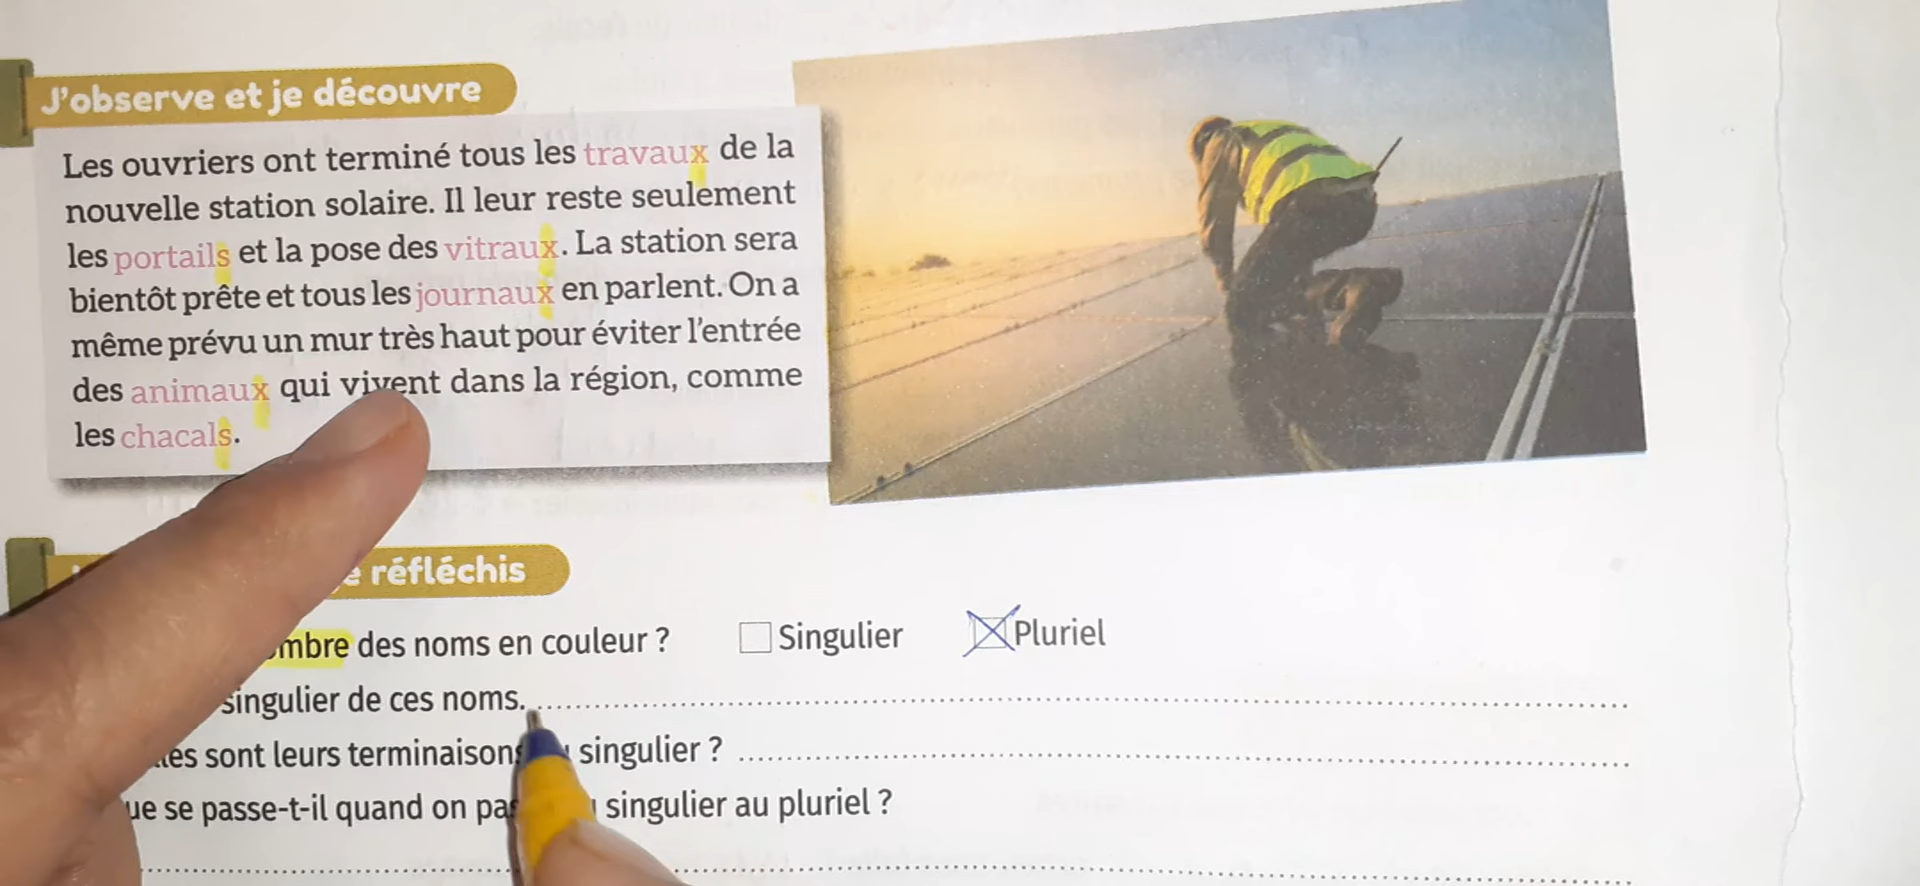 J'observe et je découvre
Les ouvriers ont terminé tous les travaux de la
nouvelle station solaire. Il leur reste seulement
les portails et la pose des vitraux. La station sera
bientôt prête et tous les journaux en parlent. On a
même prévu un mur très haut pour éviter l'entrée
des animaux qui vivent dans la région, comme
les chacals.
réfléchis
des noms en couleur ? Singulier Pluriel
singulier de ces noms.
sont leurs terminaisons singulier ?
se passe-t-il quand on singulier au pluriel ?